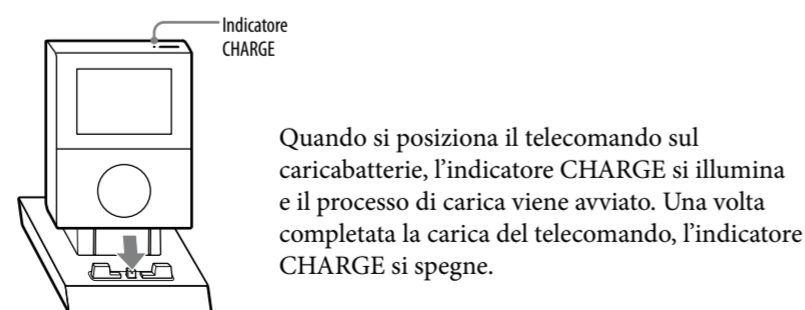 Indicatore
CHARGE
Quando si posiziona il telecomando sul
caricabatterie, l’indicatore CHARGE si illumina
e il processo di carica viene avviato. Una volta
completata la carica del telecomando, l’indicatore
CHARGE si spegne.